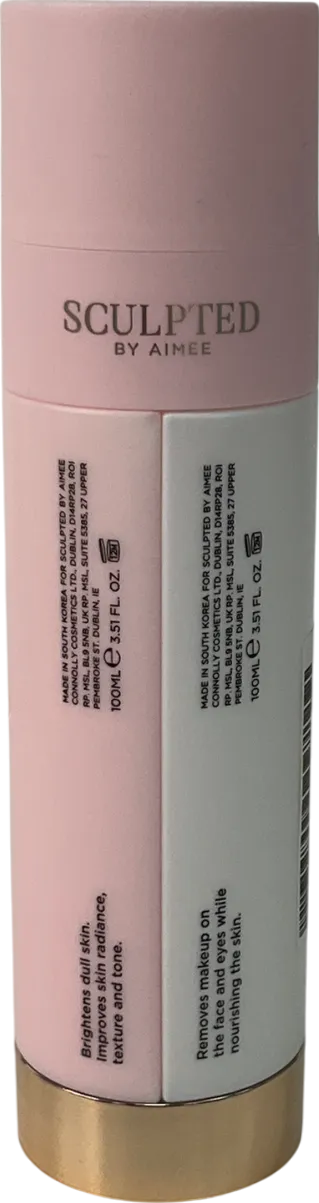 SCULPTED
BY AIMEE
MADE IN SOUTH KOREA FOR SCULPTED BY AIMEE
CONNOLLY COSMETICS LTD., DUBLIN, D14RP28, ROI
RP. MSL, BL9 5NB, UK RP. MSL, SUITE 5385, 27 UPPER
PEMBROKE ST. DUBLIN, IE
100ML e 3.51 FL. OZ. 12M
Brightens dull skin.
Improves skin radiance,
texture and tone.
MADE IN SOUTH KOREA FOR SCULPTED BY AIMEE
CONNOLLY COSMETICS LTD., DUBLIN, D14RP28, ROI
RP. MSL, BL9 5NB, UK RP. MSL, SUITE 5385, 27 UPPER
PEMBROKE ST. DUBLIN, IE
100ML e 3.51 FL. OZ. 12M
Removes makeup on
the face and eyes while
nourishing the skin.